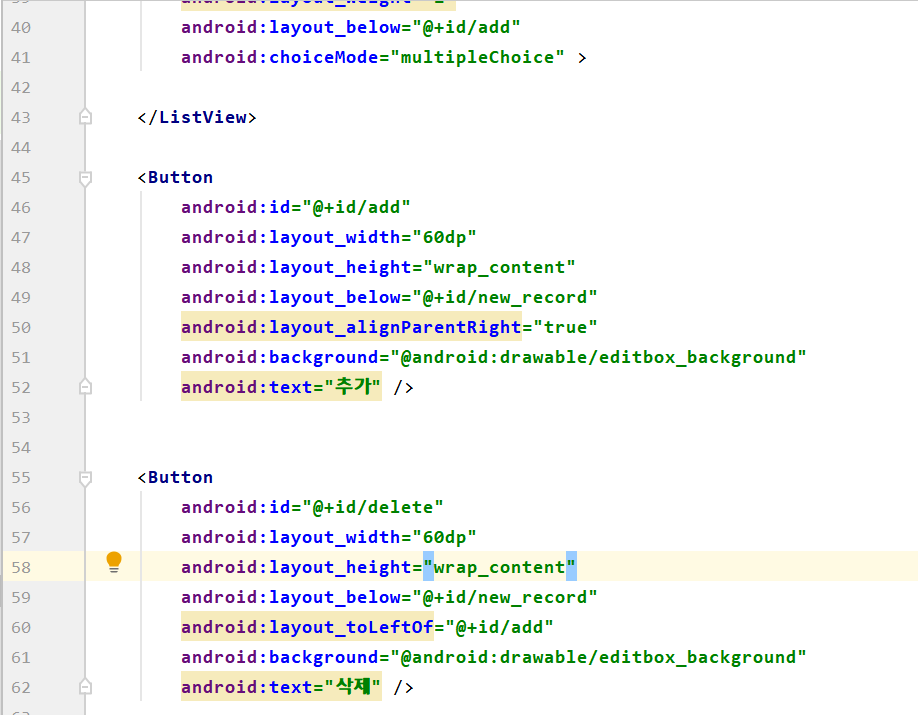 android:layout_weight="1"
40 android:layout_below="@+id/add"
41 android:choiceMode="multipleChoice" >
42
43 </ListView>
44
45 <Button
46 android:id="@+id/add"
47 android:layout_width="60dp"
48 android:layout_height="wrap_content"
49 android:layout_below="@+id/new_record"
50 android:layout_alignParentRight="true"
51 android:background="@android:drawable/editbox_background"
52 android:text="추가" />
53
54
55 <Button
56 android:id="@+id/delete"
57 android:layout_width="60dp"
58 android:layout_height="wrap_content"
59 android:layout_below="@+id/new_record"
60 android:layout_toLeftOf="@+id/add"
61 android:background="@android:drawable/editbox_background"
62 android:text="삭제" />